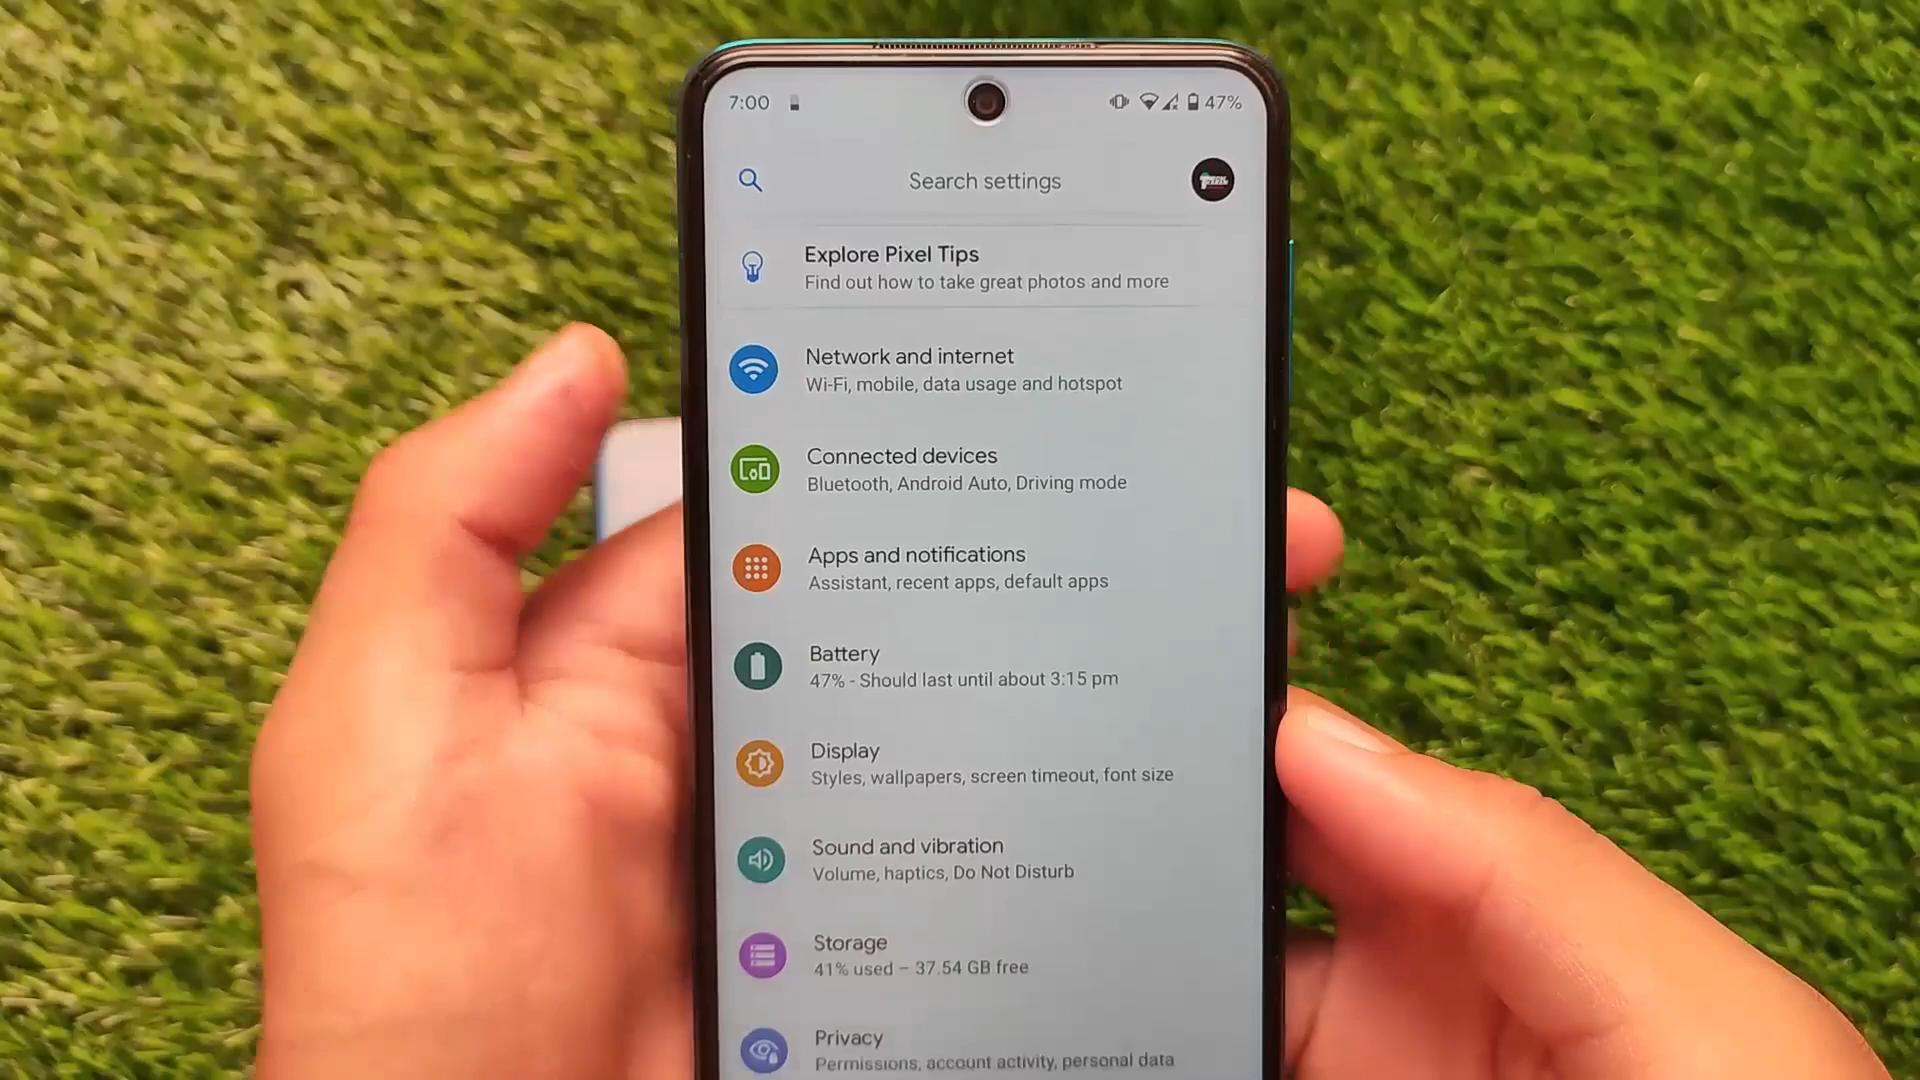 7:00
47%
Search settings
Explore Pixel Tips
Find out how to take great photos and more
Network and internet
Wi-Fi, mobile, data usage and hotspot
Connected devices
Bluetooth, Android Auto, Driving mode
Apps and notifications
Assistant, recent apps, default apps
Battery
47% - Should last until about 3:15 pm
Display
Styles, wallpapers, screen timeout, font size
Sound and vibration
Volume, haptics, Do Not Disturb
Storage
41% used – 37.54 GB free
Privacy
Permissions, account activity, personal data